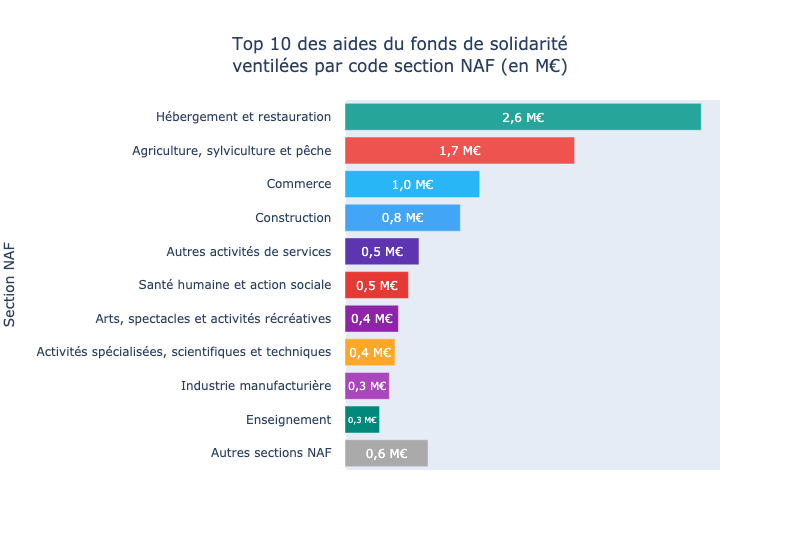 Top 10 des aides du fonds de solidarité
ventilées par code section NAF (en M€)
Section NAF
Hébergement et restauration 2,6 M€
Agriculture, sylviculture et pêche 1,7 M€
Commerce 1,0 M€
Construction 0,8 M€
Autres activités de services 0,5 M€
Santé humaine et action sociale 0,5 M€
Arts, spectacles et activités récréatives 0,4 M€
Activités spécialisées, scientifiques et techniques 0,4 M€
Industrie manufacturière 0,3 M€
Enseignement 0,3 M€
Autres sections NAF 0,6 M€